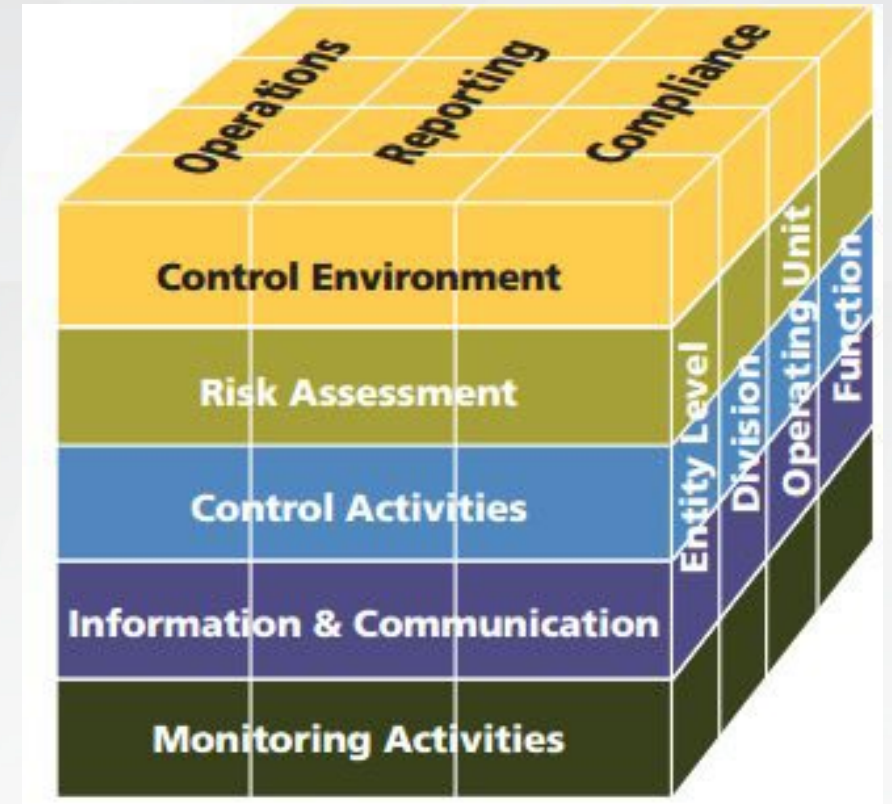 Operations
Reporting
Compliance
Control Environment
Risk Assessment
Control Activities
Information & Communication
Monitoring Activities
Entity Level
Division
Operating Unit
Function